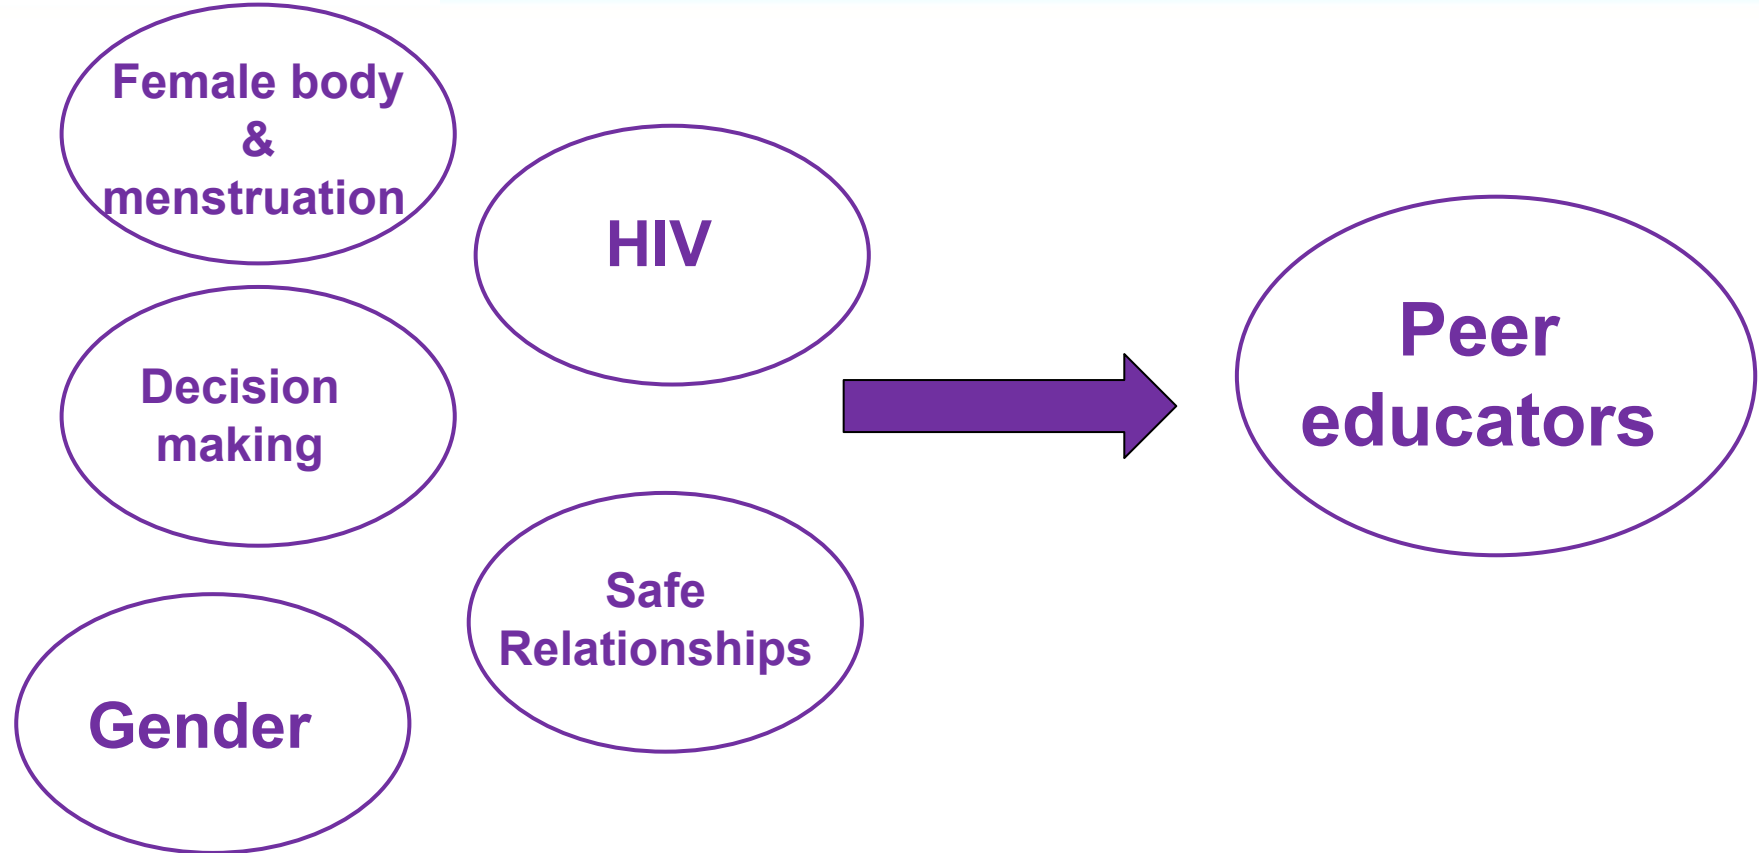 Female body
&
menstruation
HIV
Decision
making
Safe
Relationships
Gender
Peer
educators